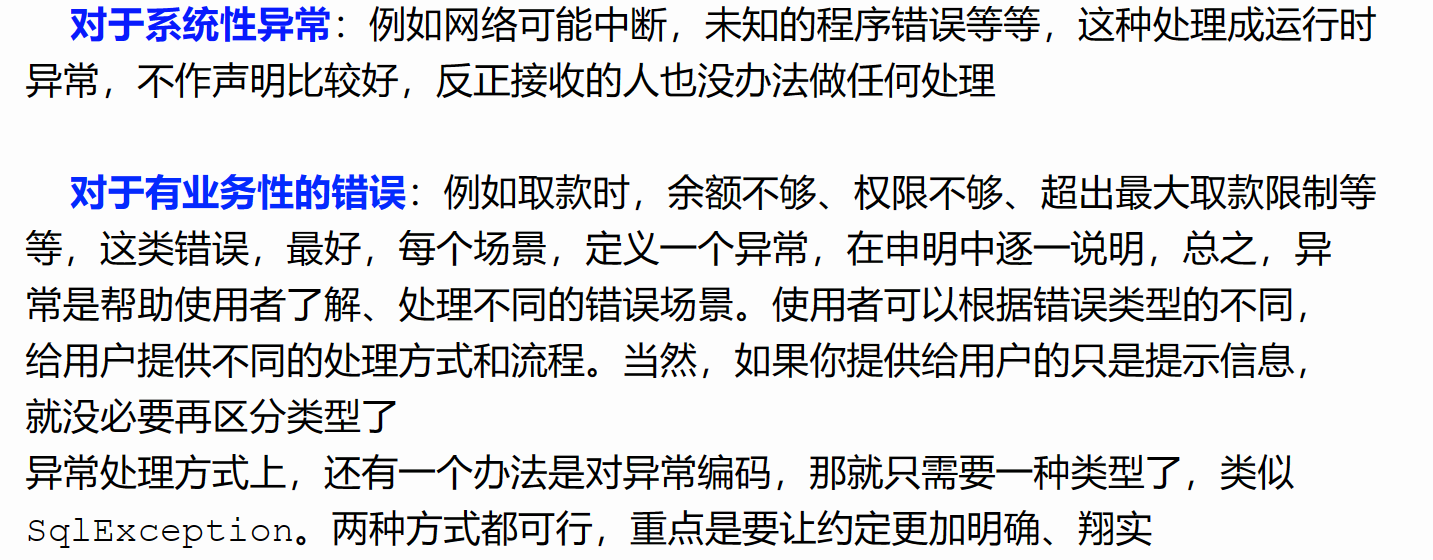 对于系统性异常：例如网络可能中断，未知的程序错误等等，这种处理成运行时
异常，不作声明比较好，反正接收的人也没办法做任何处理
对于有业务性的错误：例如取款时，余额不够、权限不够、超出最大取款限制等
等，这类错误，最好，每个场景，定义一个异常，在申明中逐一说明，总之，异
常是帮助使用者了解、处理不同的错误场景。使用者可以根据错误类型的不同，
给用户提供不同的处理方式和流程。当然，如果你提供给用户的只是提示信息，
就没必要再区分类型了
异常处理方式上，还有一个办法是对异常编码，那就只需要一种类型了，类似
SqlException。两种方式都可行，重点是要让约定更加明确、翔实